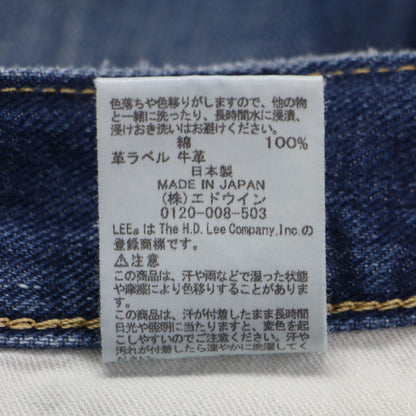 色落ちや色移りがしますので、他の物
と一緒に洗ったり、長時間水に浸漬、
浸けおき洗いはお避けください。
綿 100%
革ラベル 牛革
日本製
MADE IN JAPAN
(株)エドウイン
0120-008-503
LEE®は The H.D. Lee Company,Inc.の
登録商標です。
⚠注意
この商品は、汗や雨などで湿った状態
や摩擦により色移りすることがあり
ます。
この商品は、汗が付着したまま長時間
日光や照明に当たりますと、変色を起
こしやすいのでご注意ください。汗や
汚れが付着したら速やかに洗濯してく